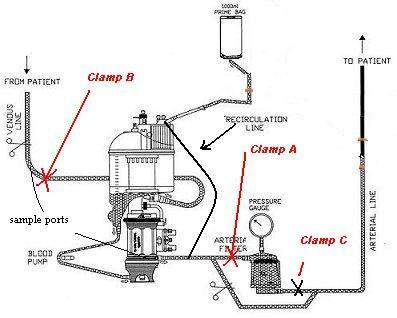 1000ml
PRIME BAG
FROM PATIENT
Clamp B
TO PATIENT
VENOUS
LINE
RECIRCULATION
LINE
Clamp A
PRESSURE
GAUGE
sample ports
ARTERIAL
FILTER
Clamp C
ARTERIAL LINE
BLOOD
PUMP